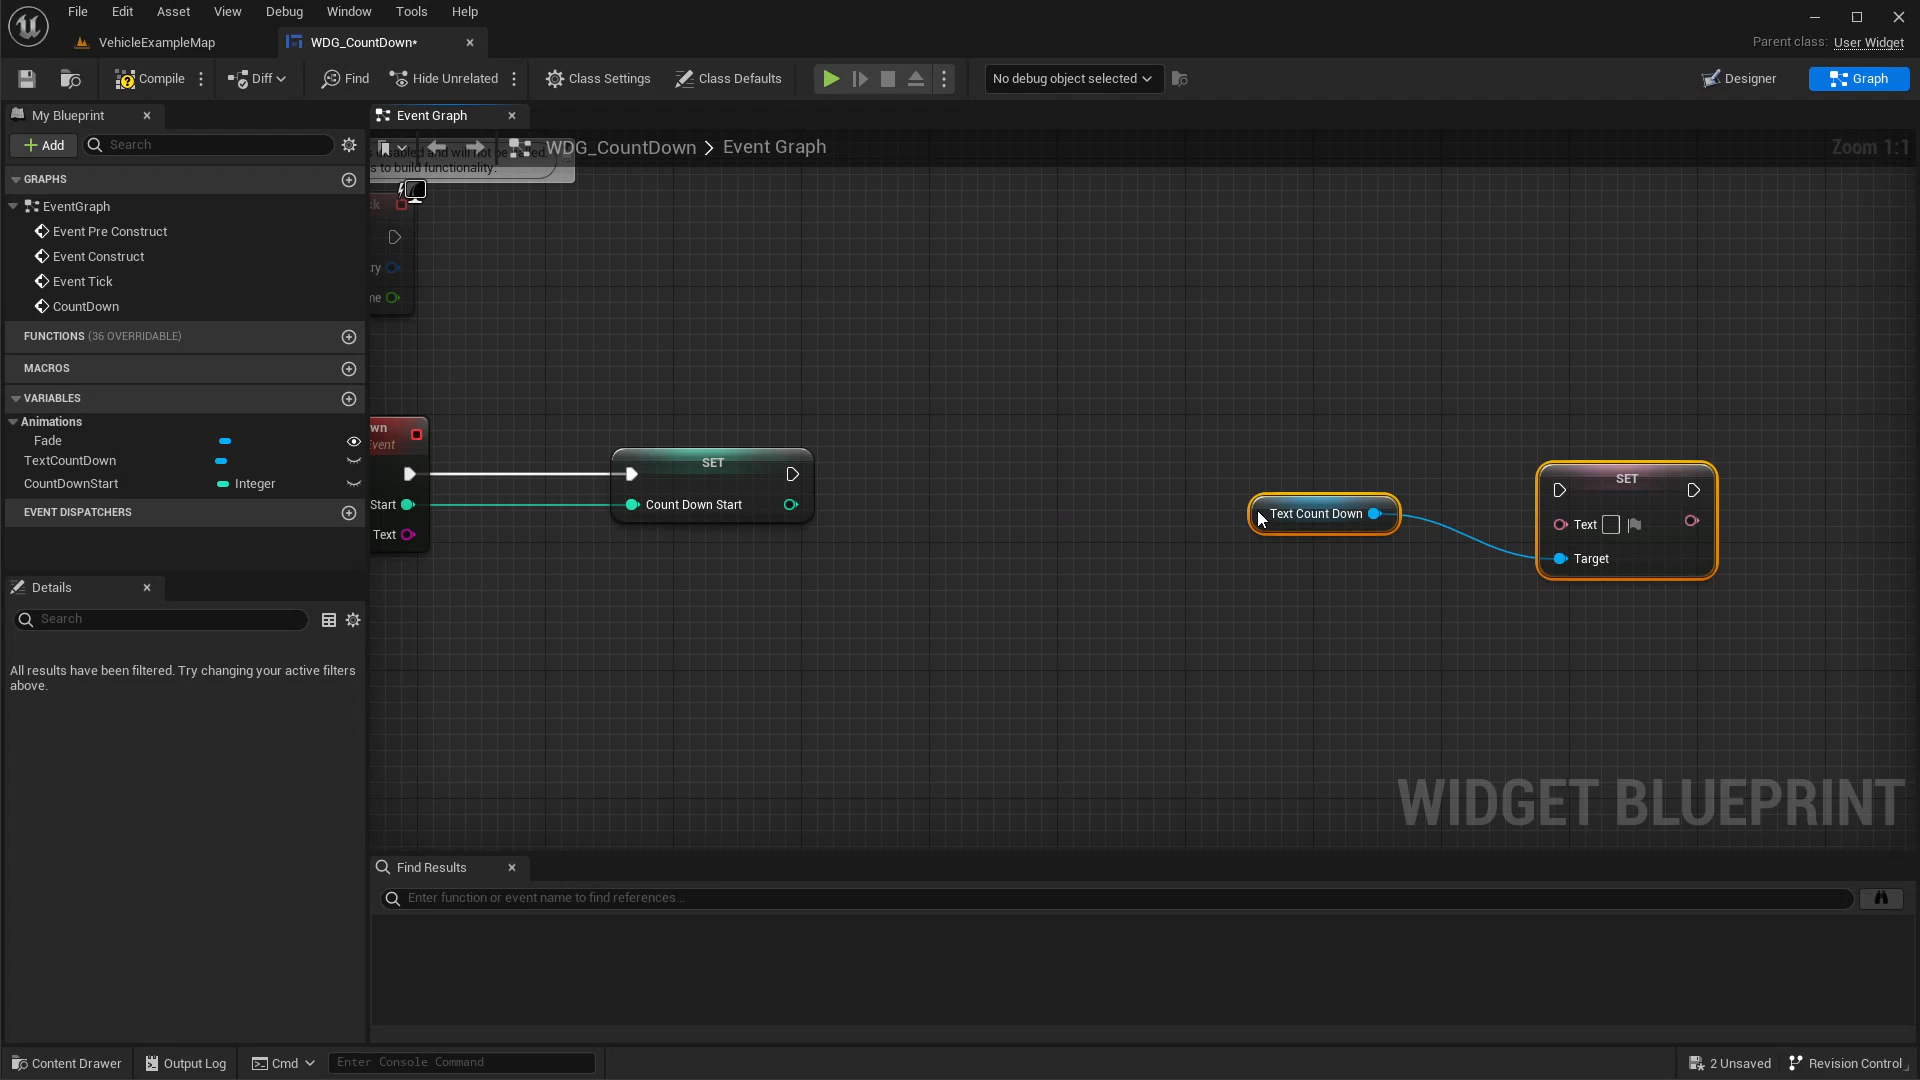 File Edit Asset View Debug Window Tools Help
VehicleExampleMap
WDG_CountDown*
Parent class: User Widget
Compile
Diff
Find
Hide Unrelated
Class Settings
Class Defaults
No debug object selected
Designer
Graph
My Blueprint
Add
Search
GRAPHS
EventGraph
Event Pre Construct
Event Construct
Event Tick
CountDown
FUNCTIONS (36 OVERRIDABLE)
MACROS
VARIABLES
Animations
Fade
TextCountDown
CountDownStart Integer
EVENT DISPATCHERS
Details
Search
All results have been filtered. Try changing your active filters
above.
Event Graph
WDG_CountDown > Event Graph
Zoom 1:1
s to build functionality.
wn
Event
Start
Text
SET
Count Down Start
Text Count Down
SET
Text
Target
WIDGET BLUEPRINT
Find Results
Enter function or event name to find references...
Content Drawer
Output Log
Cmd
Enter Console Command
2 Unsaved
Revision Control